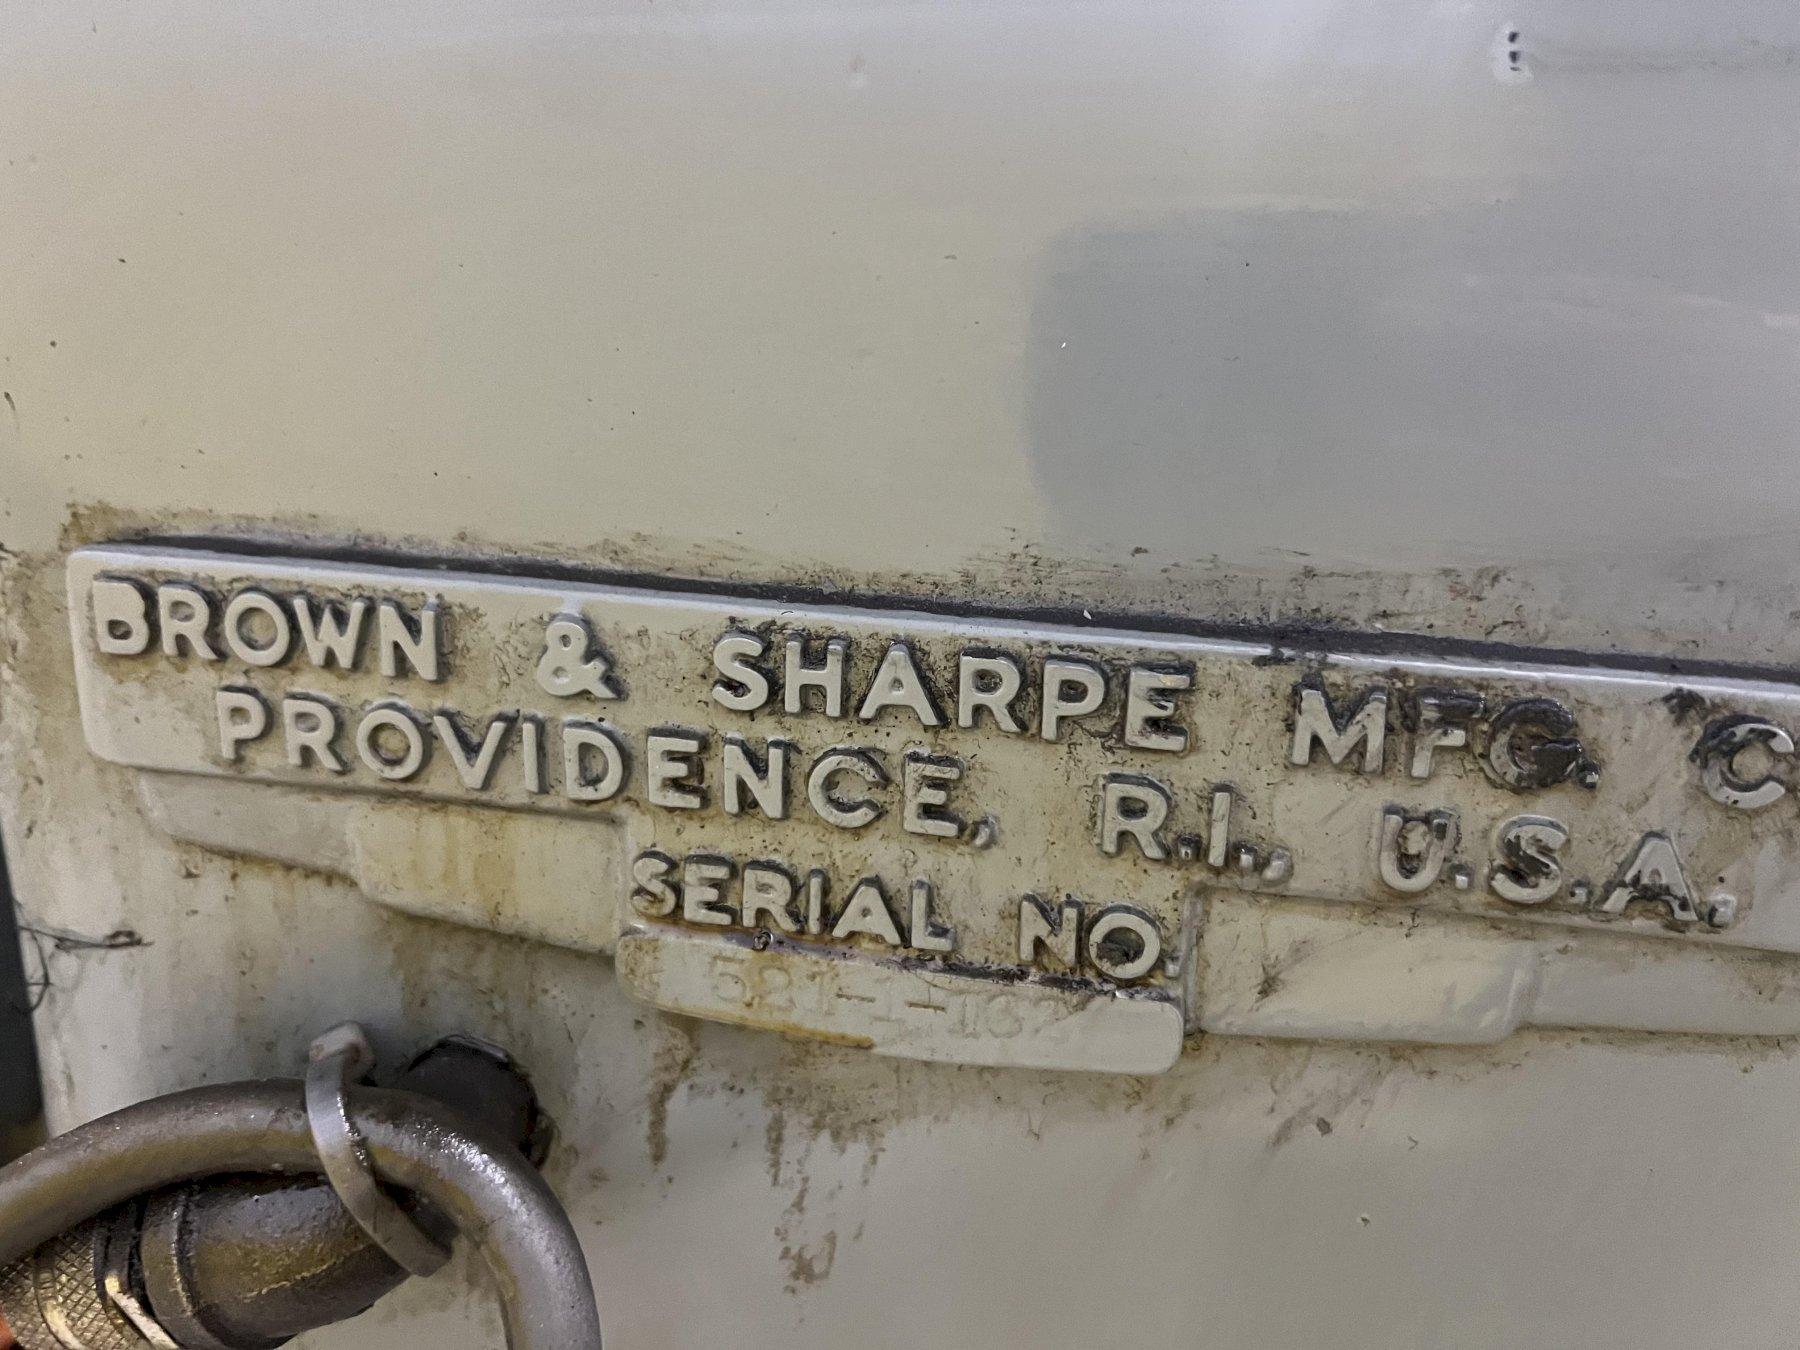 BROWN & SHARPE MFG. C
PROVIDENCE, R.I., U.S.A.
SERIAL NO.